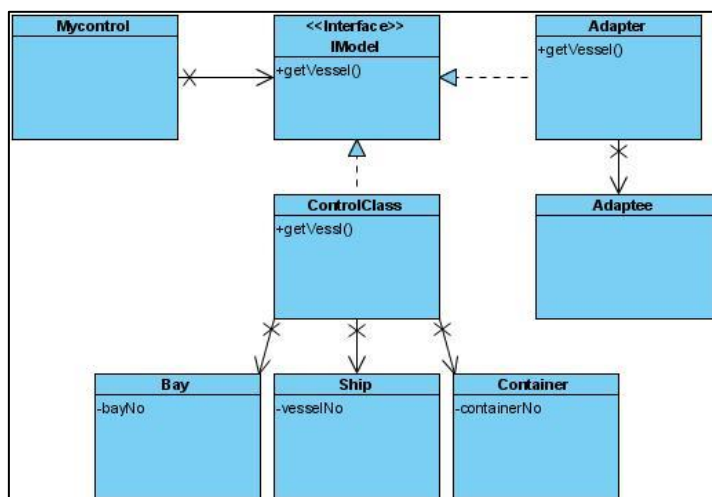 Mycontrol
<<Interface>>
IModel
+getVessel()
Adapter
+getVessel()
ControlClass
+getVessl()
Adaptee
Bay
-bayNo
Ship
-vesselNo
Container
-containerNo